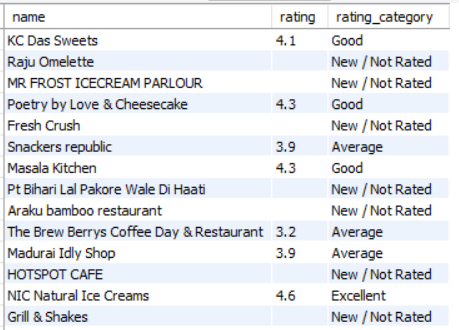 name rating rating_category
KC Das Sweets 4.1 Good
Raju Omelette New / Not Rated
MR FROST ICECREAM PARLOUR New / Not Rated
Poetry by Love & Cheesecake 4.3 Good
Fresh Crush New / Not Rated
Snackers republic 3.9 Average
Masala Kitchen 4.3 Good
Pt Bihari Lal Pakore Wale Di Haati New / Not Rated
Araku bamboo restaurant New / Not Rated
The Brew Berrys Coffee Day & Restaurant 3.2 Average
Madurai Idly Shop 3.9 Average
HOTSPOT CAFE New / Not Rated
NIC Natural Ice Creams 4.6 Excellent
Grill & Shakes New / Not Rated